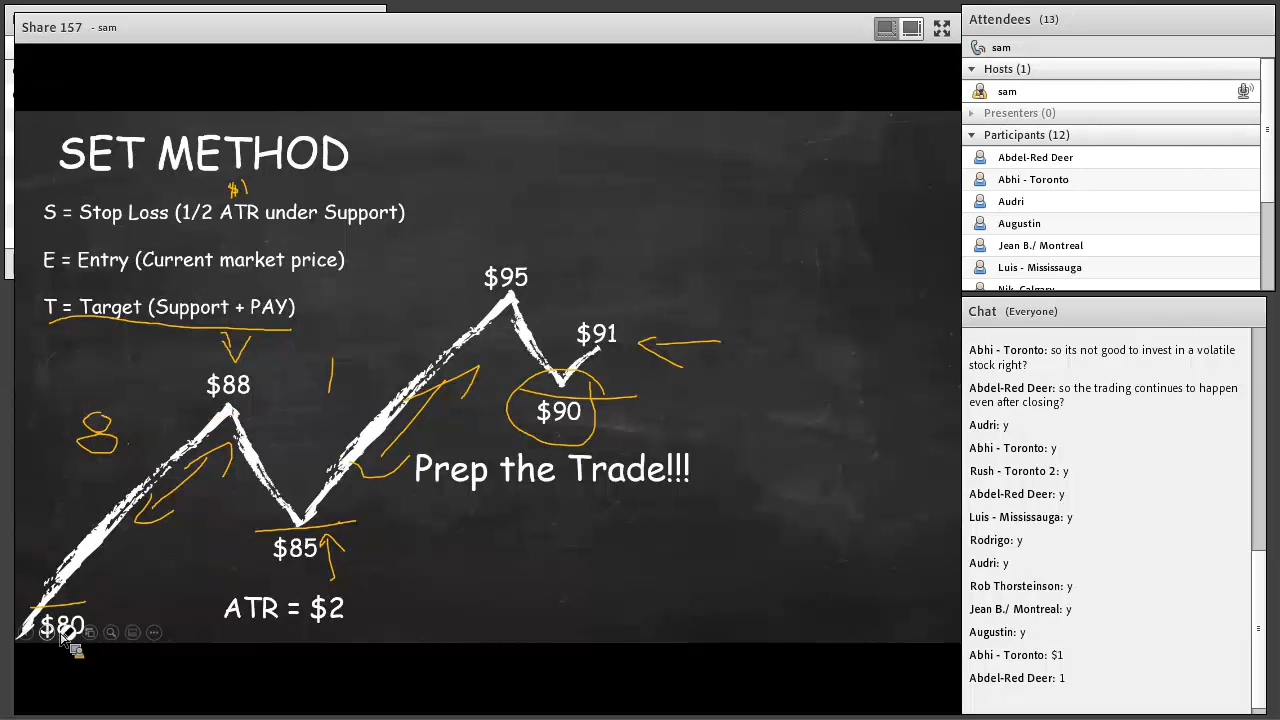 Share 157 - sam
SET METHOD
$1
S = Stop Loss (1/2 ATR under Support)
E = Entry (Current market price)
T = Target (Support + PAY)
$95
$91
$88
$90
8
Prep the Trade!!!
$85
ATR = $2
$80
Attendees (13)
sam
Hosts (1)
sam
Presenters (0)
Participants (12)
Abdel-Red Deer
Abhi - Toronto
Audri
Augustin
Jean B./ Montreal
Luis - Mississauga
Nik, Calgary
Chat (Everyone)
Abhi - Toronto: so its not good to invest in a volatile
stock right?
Abdel-Red Deer: so the trading continues to happen
even after closing?
Audri: y
Abhi - Toronto: y
Rush - Toronto 2: y
Abdel-Red Deer: y
Luis - Mississauga: y
Rodrigo: y
Audri: y
Rob Thorsteinson: y
Jean B./ Montreal: y
Augustin: y
Abhi - Toronto: $1
Abdel-Red Deer: 1